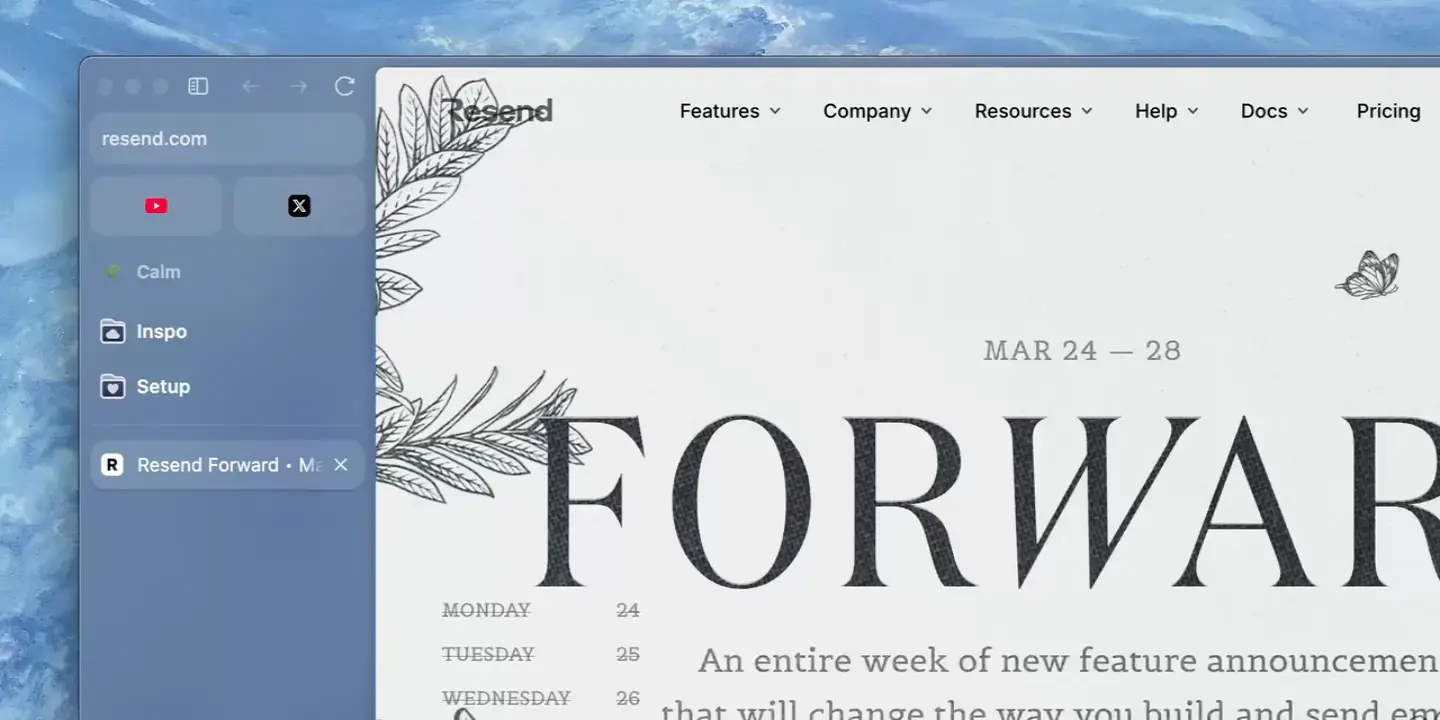 resend.com
Calm
Inspo
Setup
R Resend Forward • Ma
Resend Features Company Resources Help Docs Pricing
MAR 24 — 28
FORWAR
MONDAY 24
TUESDAY 25
WEDNESDAY 26
An entire week of new feature announcemen
that will change the way you build and send em